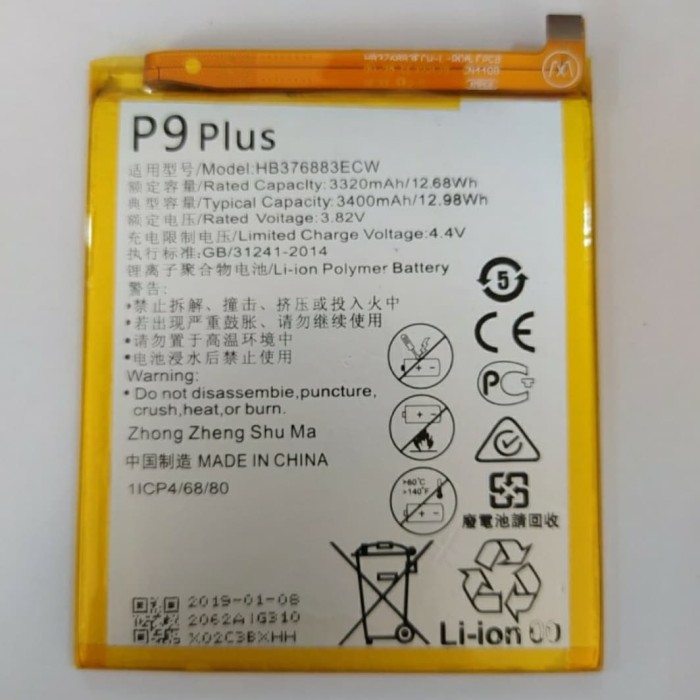 P9 Plus
适用型号/Model:HB376883ECW
额定容量/Rated Capacity:3320mAh/12.68Wh
典型容量/Typical Capacity:3400mAh/12.98Wh
额定电压/Rated Voltage:3.82V
充电限制电压/Limited Charge Voltage:4.4V
执行标准:GB/31241-2014
锂离子聚合物电池/Li-ion Polymer Battery
警告:
•禁止拆解、撞击、挤压或投入火中
•若出现严重鼓胀、请勿继续使用
•请勿置于高温环境中
•电池浸水后禁止使用
Warning:
• Do not disassembie,puncture,
crush,heat,or burn.
Zhong Zheng Shu Ma
中国制造 MADE IN CHINA
1ICP4/68/80
5
CE
>60°C
>140°F
廢電池請回收
2019-01-08
2062A1G310
X02C3BXHH
Li-ion 00